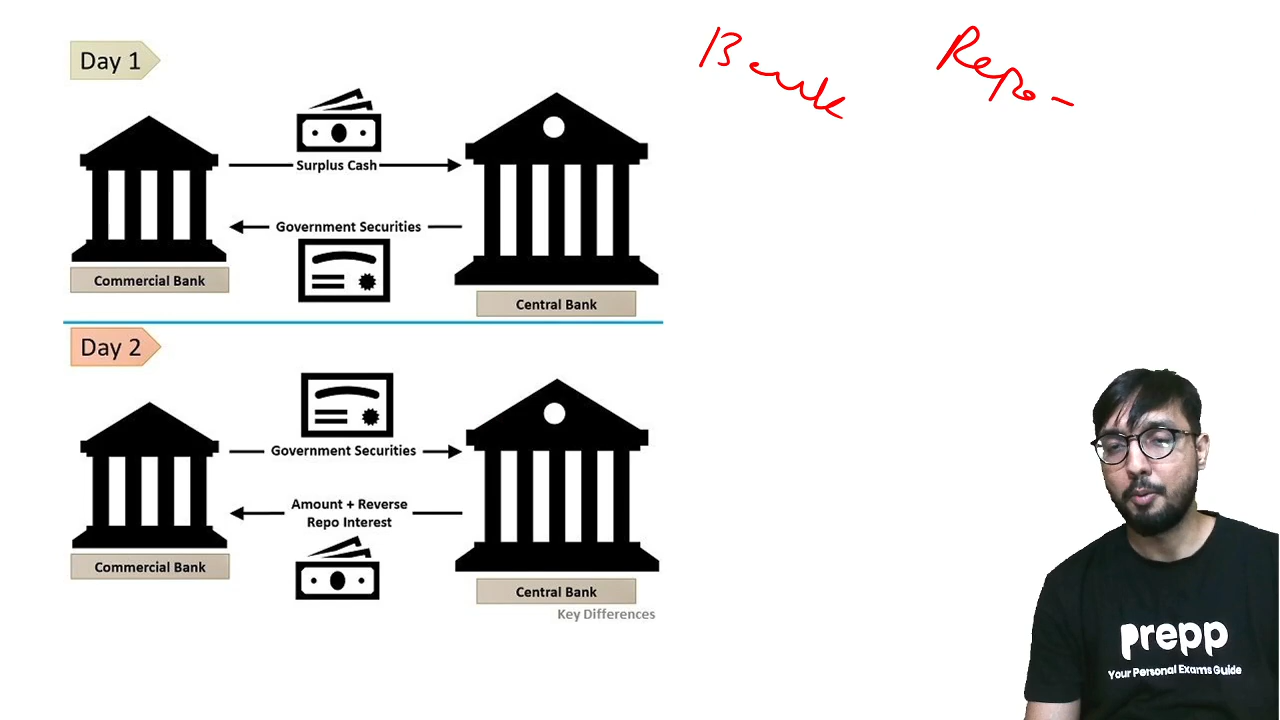 Day 1
Bank
Repo -
Surplus Cash
Government Securities
Commercial Bank
Central Bank
Day 2
Government Securities
Amount + Reverse
Repo Interest
Commercial Bank
Central Bank
Key Differences
prepp
Your Personal Exams Guide